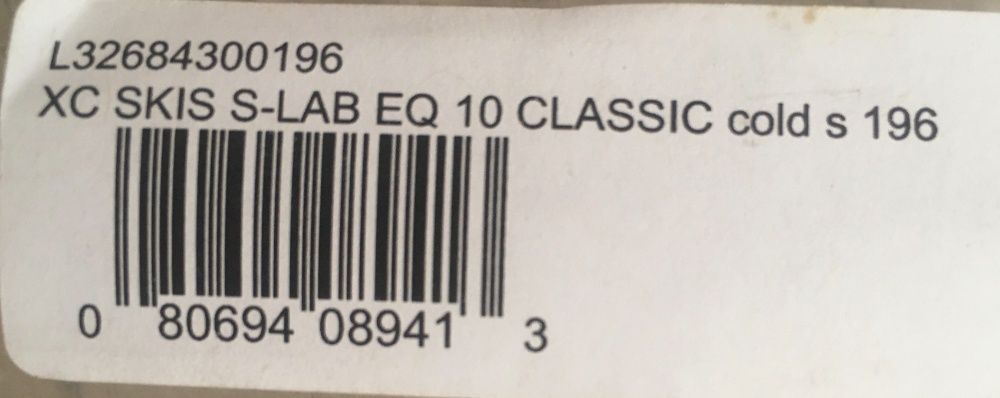 L32684300196
XC SKIS S-LAB EQ 10 CLASSIC cold s 196
0 80694 08941 3